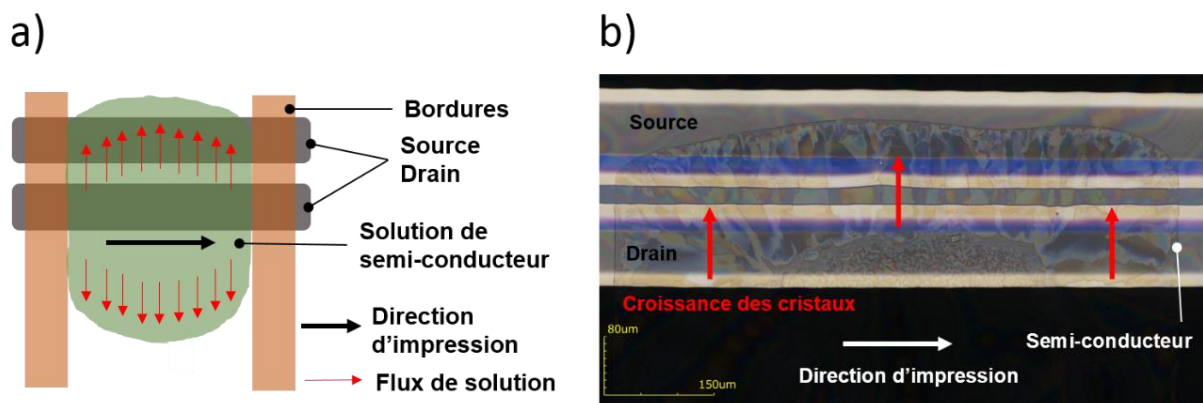 a)
Bordures
Source
Drain
Solution de
semi-conducteur
Direction
d'impression
Flux de solution
b)
Source
Drain
Croissance des cristaux
80um
150um
Semi-conducteur
Direction d'impression